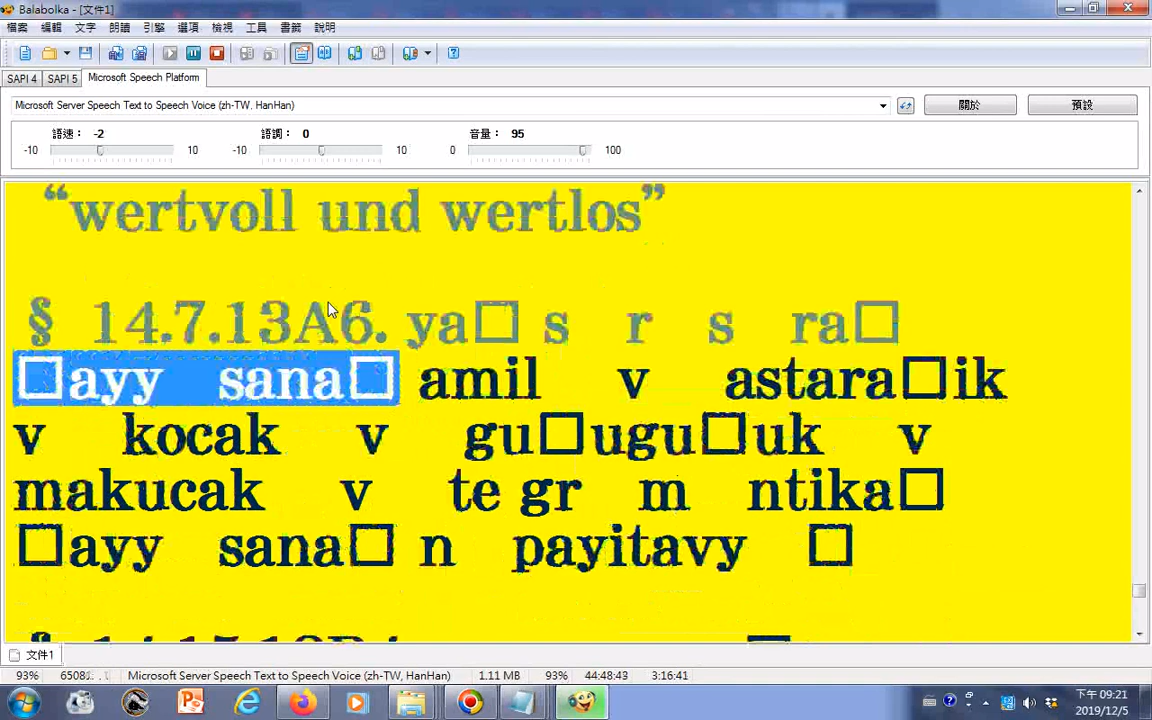 Balabolka - [文件1]
檔案 編輯 文字 朗讀 引擎 選項 檢視 工具 書籤 說明
SAPI 4 SAPI 5 Microsoft Speech Platform
Microsoft Server Speech Text to Speech Voice (zh-TW, HanHan) 關於 預設
語速： -2 語調： 0 音量： 95
-10 10 -10 10 0 100
“wertvoll und wertlos”
§ 14.7.13A6. ya□ s r s ra□
□ayy sana□ amil v astara□ik
v kocak v gu□ugu□uk v
makucak v te gr m ntika□
□ayy sana□ n payitavy □
文件1
93% Microsoft Server Speech Text to Speech Voice (zh-TW, HanHan) 1.11 MB 93% 44:48:43 3:16:41
下午 09:21
2019/12/5